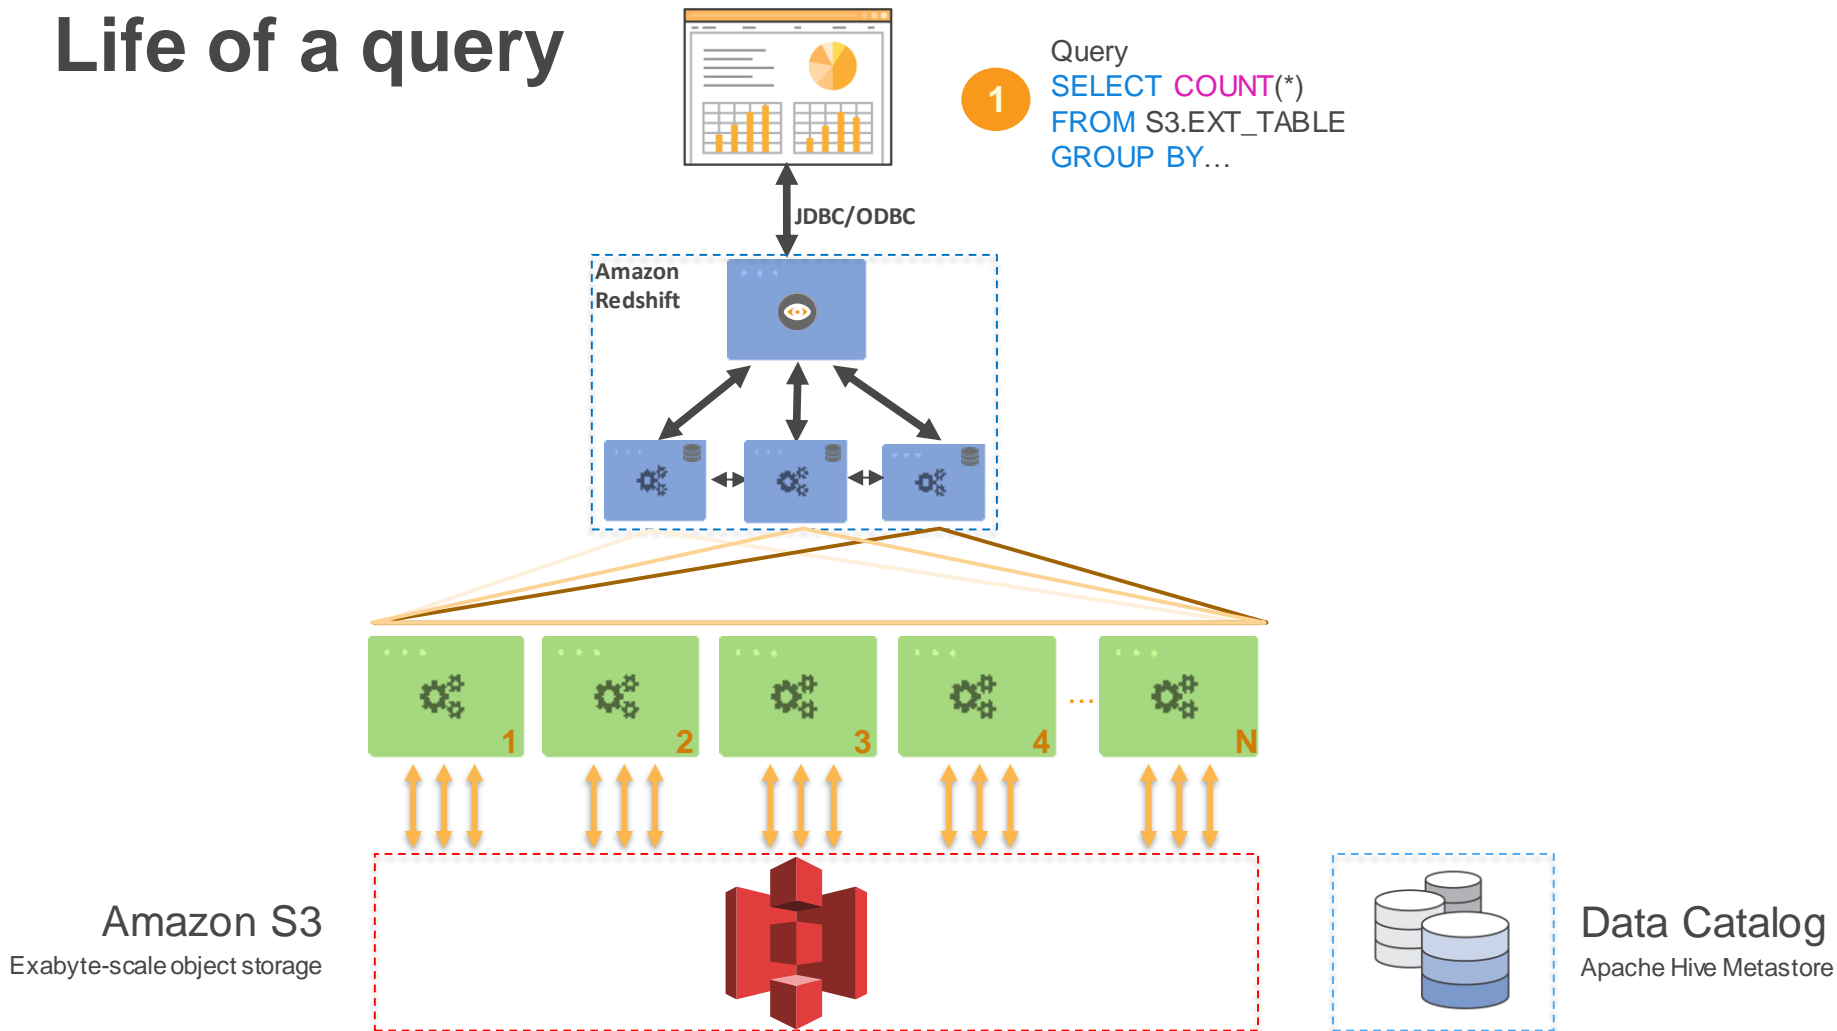 Life of a query
1
Query
SELECT COUNT(*)
FROM S3.EXT_TABLE
GROUP BY...
JDBC/ODBC
Amazon
Redshift
1
2
3
4
...
N
Amazon S3
Exabyte-scale object storage
Data Catalog
Apache Hive Metastore